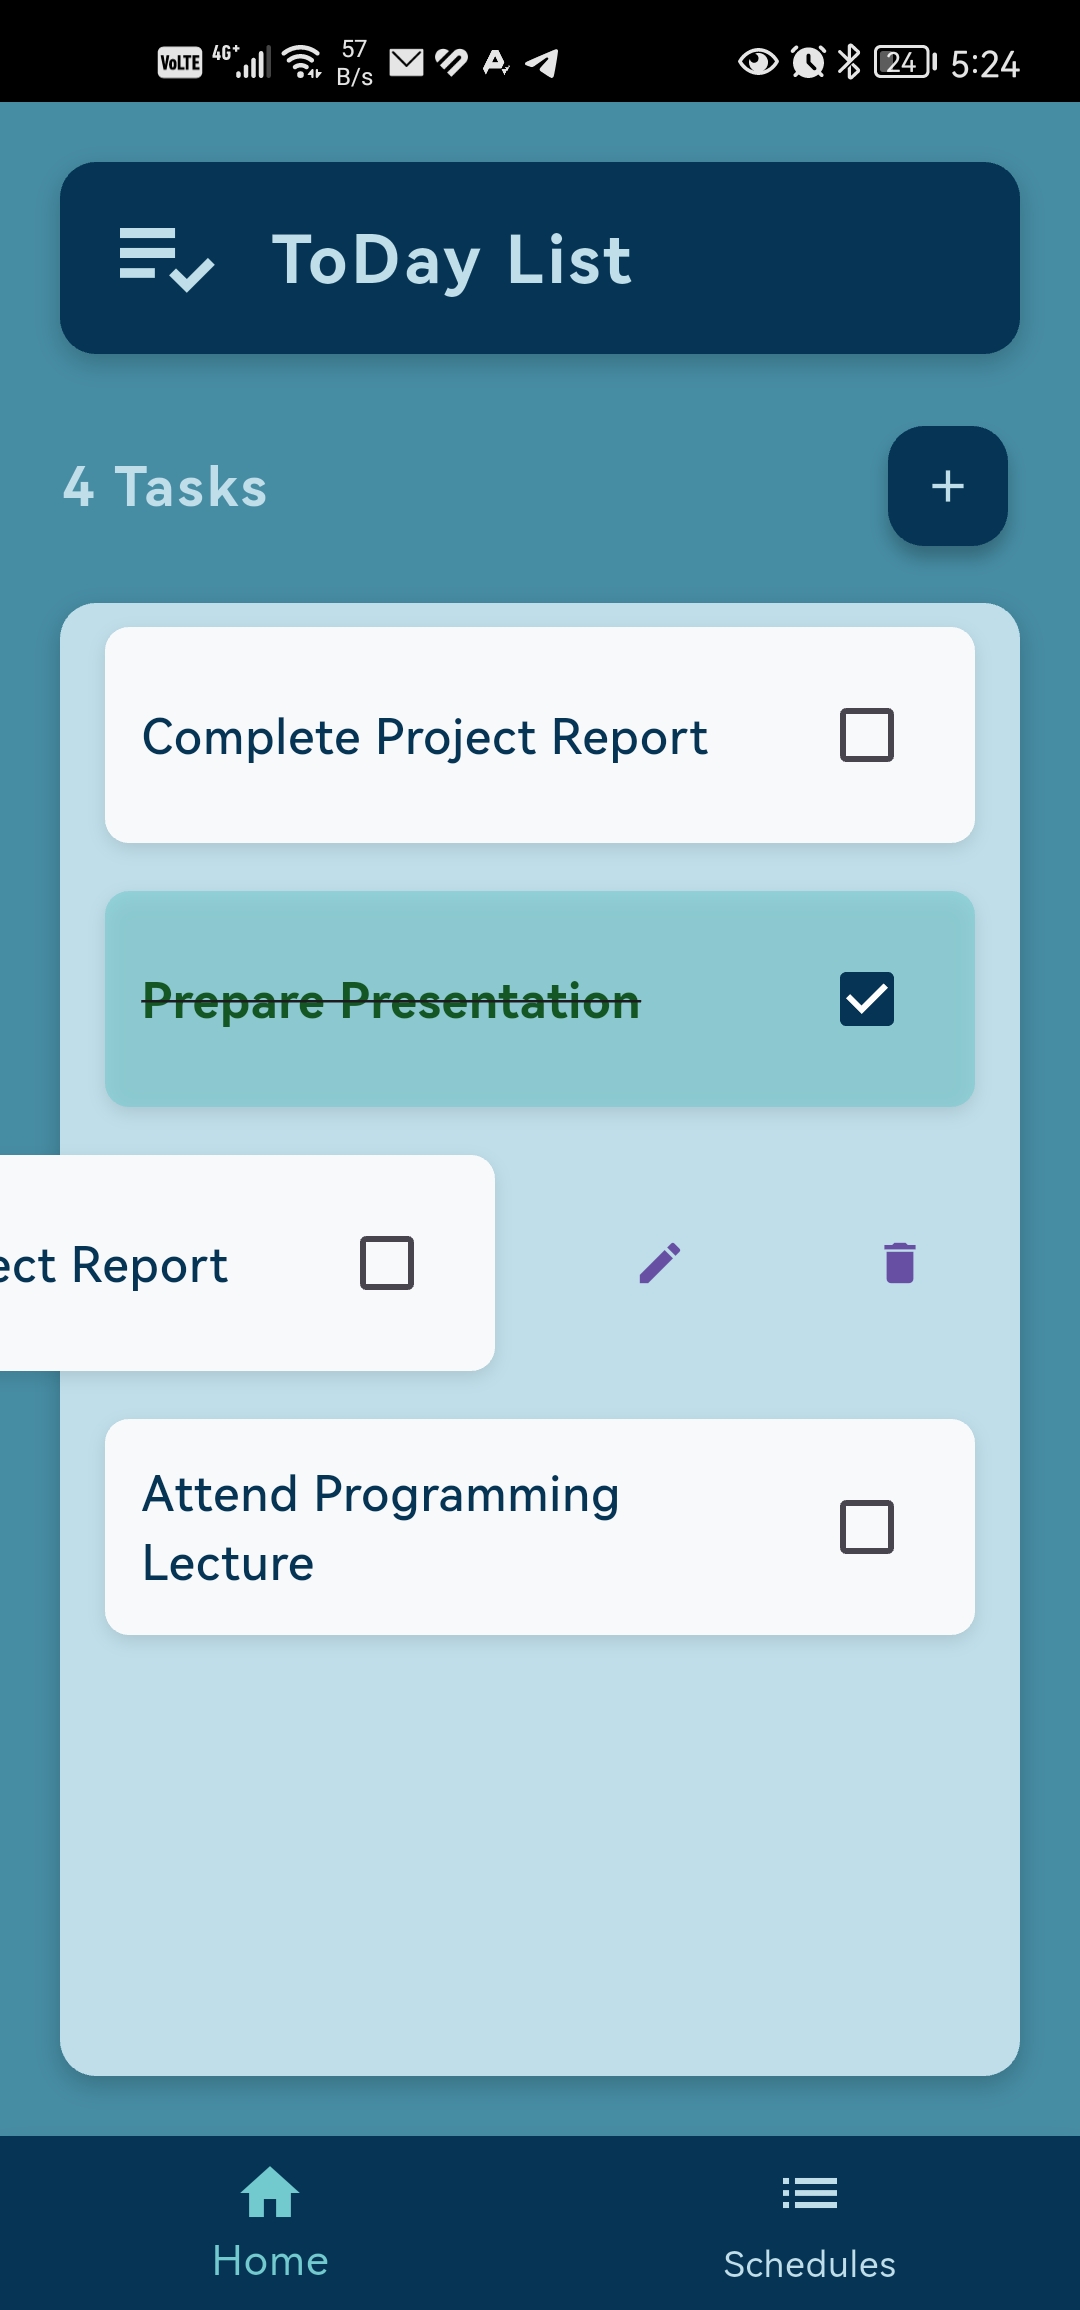 VoLTE 4G+ 57 B/s 24 5:24
ToDay List
4 Tasks
Complete Project Report
Prepare Presentation
ect Report
Attend Programming
Lecture
Home
Schedules